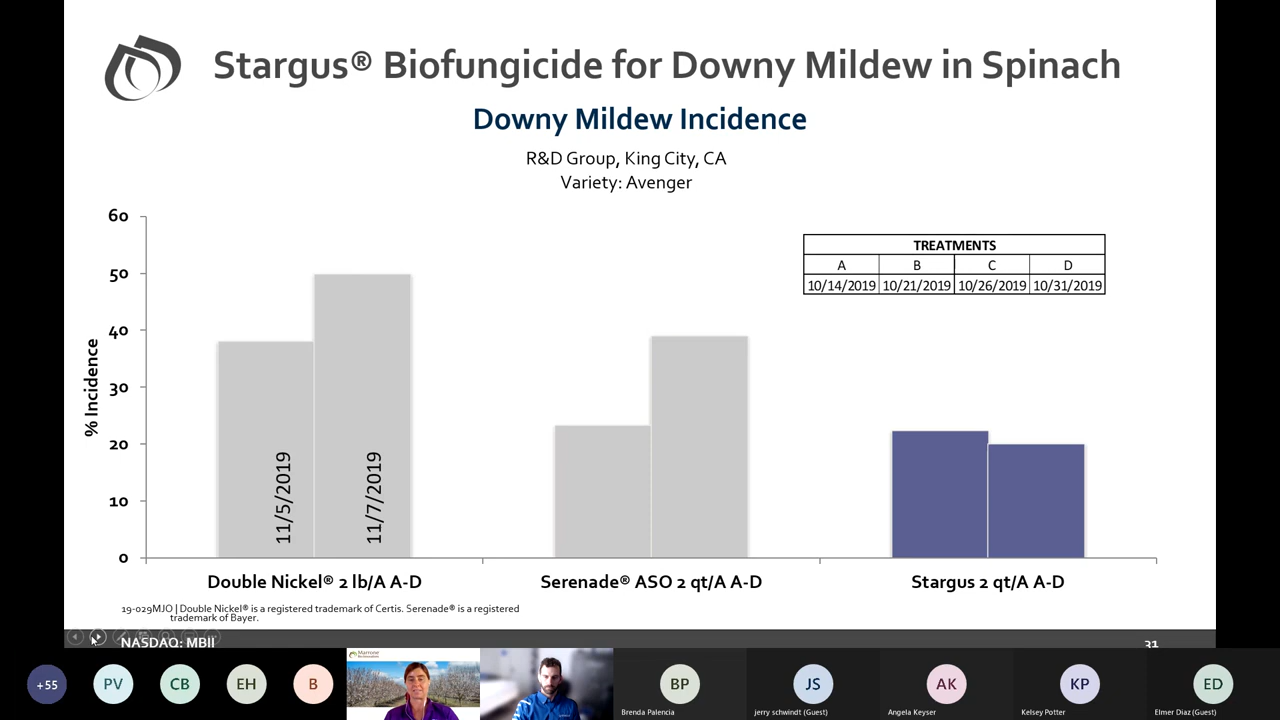 Stargus® Biofungicide for Downy Mildew in Spinach
Downy Mildew Incidence
R&D Group, King City, CA
Variety: Avenger
% Incidence
60
50
40
30
20
10
0
TREATMENTS
A B C D
10/14/2019 10/21/2019 10/26/2019 10/31/2019
11/5/2019
11/7/2019
Double Nickel® 2 lb/A A-D
Serenade® ASO 2 qt/A A-D
Stargus 2 qt/A A-D
19-029MJO | Double Nickel® is a registered trademark of Certis. Serenade® is a registered
trademark of Bayer.
NASDAQ: MBII
31
+55
PV
CB
EH
B
Marrone
BP
Brenda Palencia
JS
jerry schwindt (Guest)
AK
Angela Keyser
KP
Kelsey Potter
ED
Elmer Diaz (Guest)